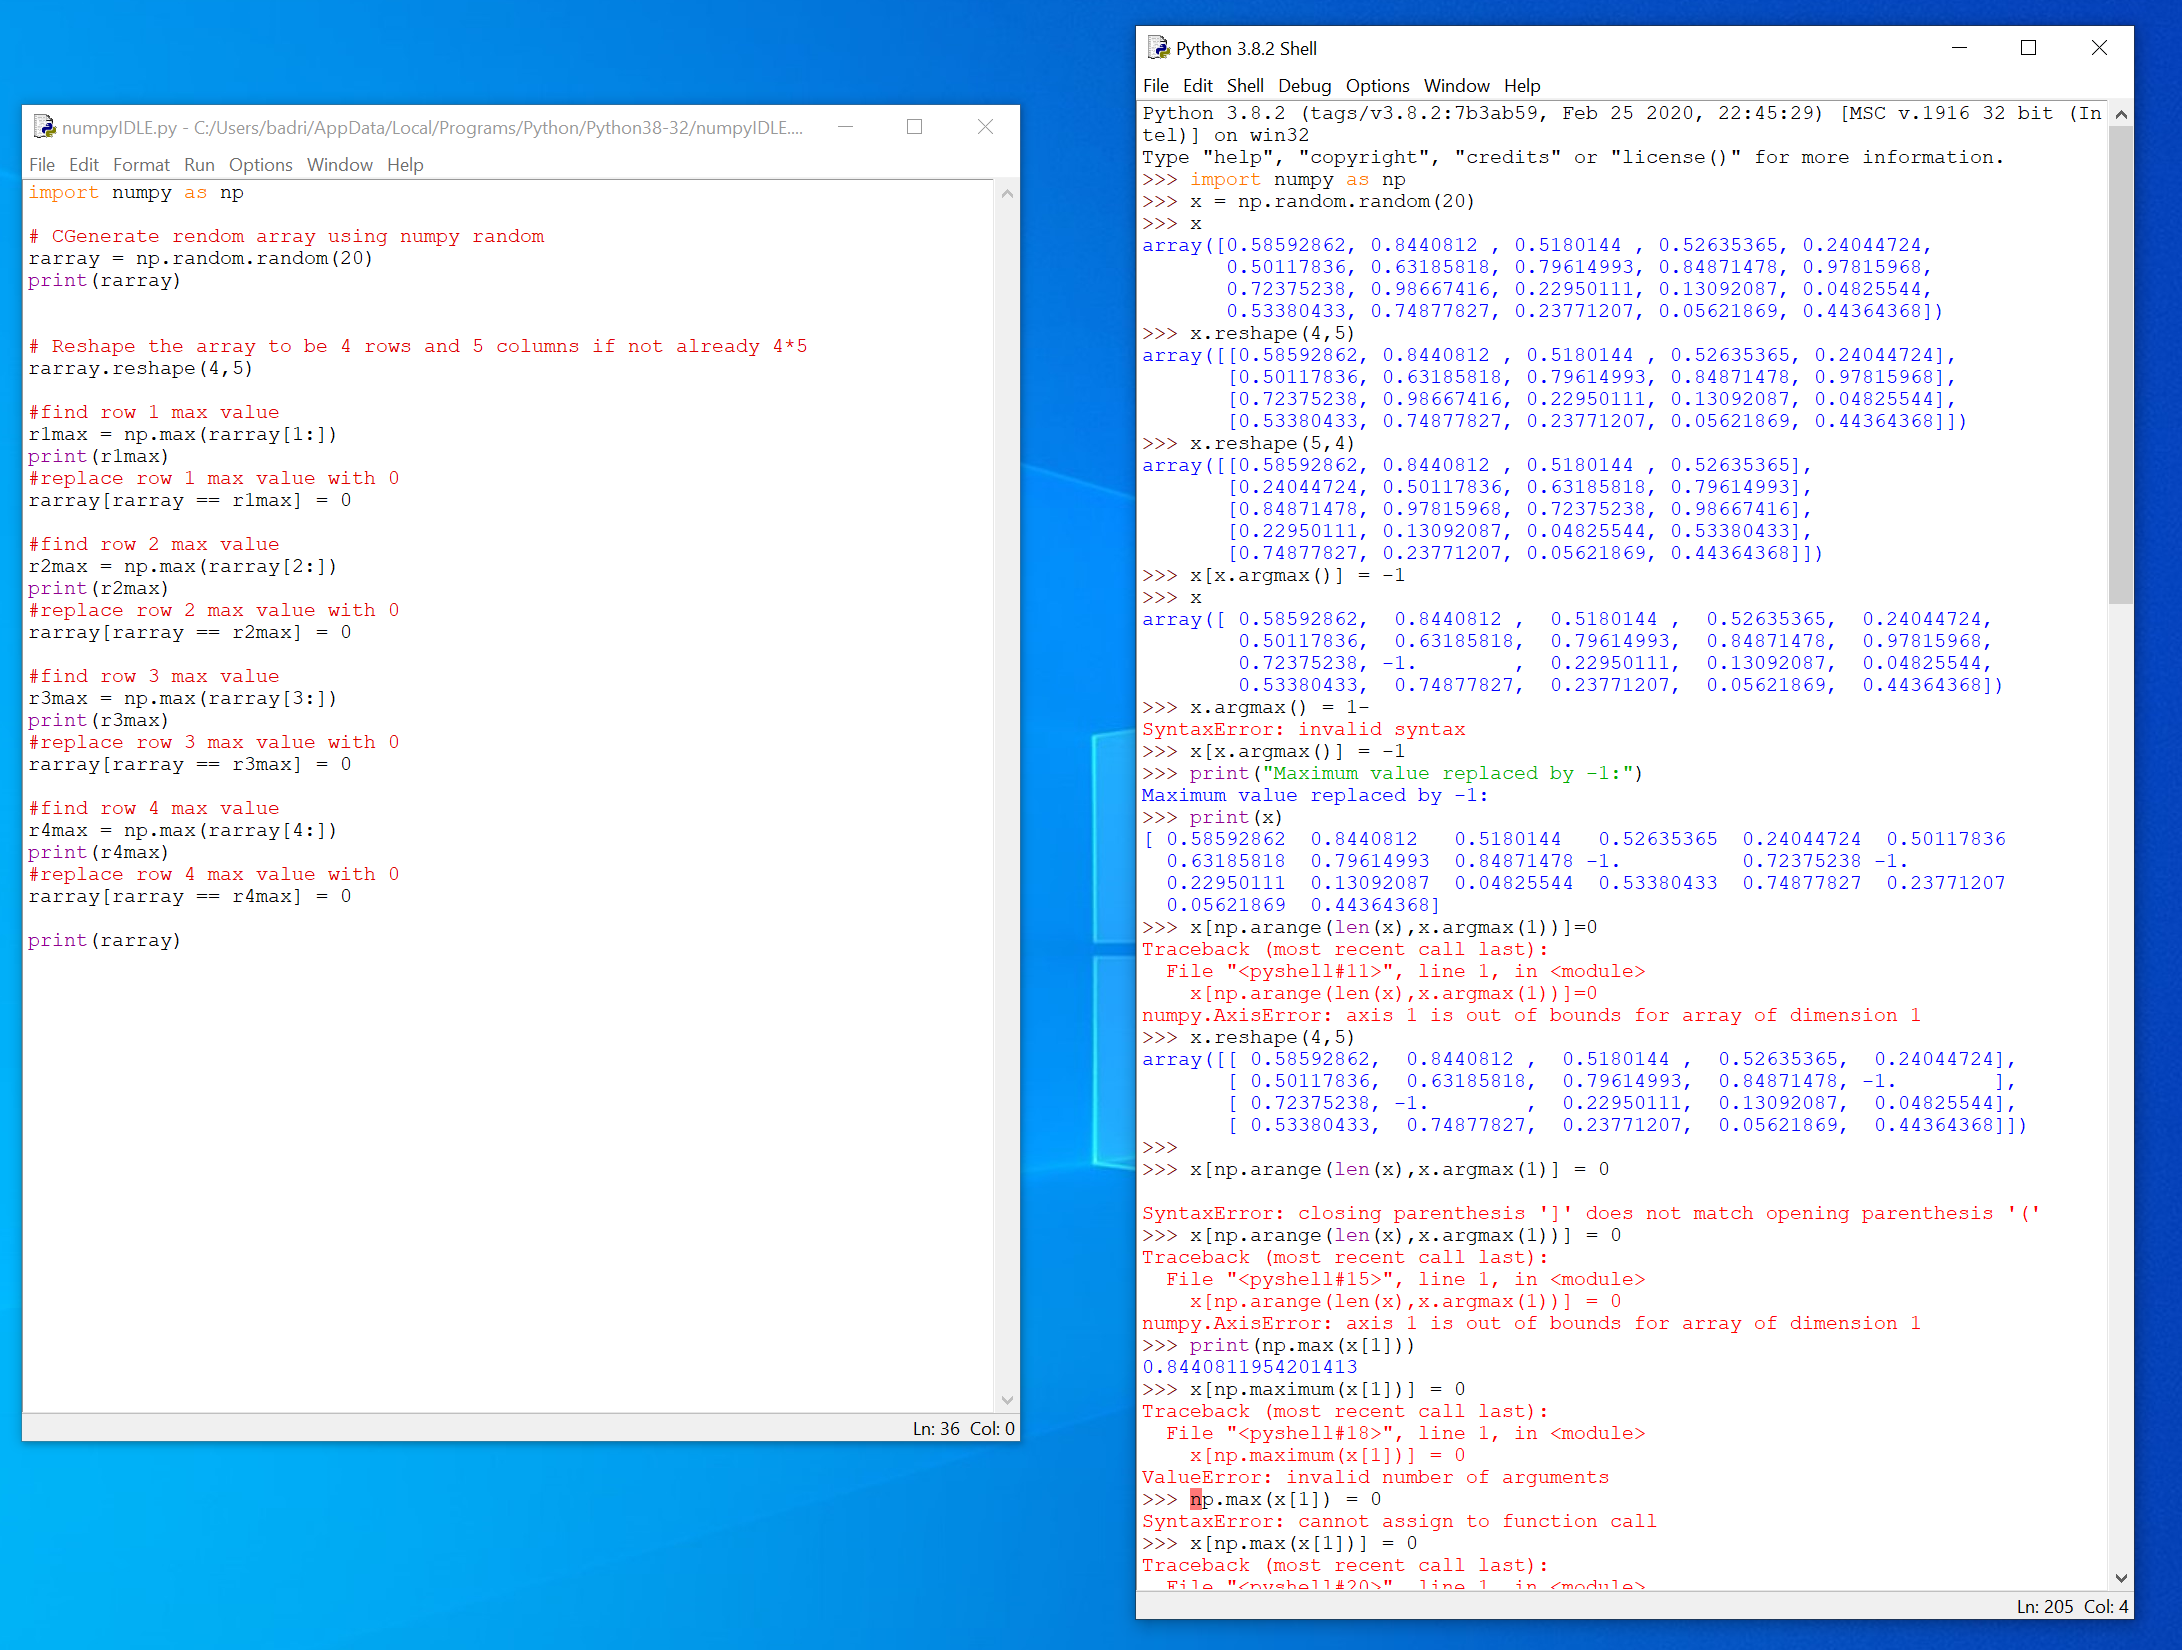 numpyIDLE.py - C:/Users/badri/AppData/Local/Programs/Python/Python38-32/numpyIDLE....
File Edit Format Run Options Window Help
import numpy as np

# CGenerate rendom array using numpy random
rarray = np.random.random(20)
print(rarray)

# Reshape the array to be 4 rows and 5 columns if not already 4*5
rarray.reshape(4,5)

#find row 1 max value
r1max = np.max(rarray[1:])
print(r1max)
#replace row 1 max value with 0
rarray[rarray == r1max] = 0

#find row 2 max value
r2max = np.max(rarray[2:])
print(r2max)
#replace row 2 max value with 0
rarray[rarray == r2max] = 0

#find row 3 max value
r3max = np.max(rarray[3:])
print(r3max)
#replace row 3 max value with 0
rarray[rarray == r3max] = 0

#find row 4 max value
r4max = np.max(rarray[4:])
print(r4max)
#replace row 4 max value with 0
rarray[rarray == r4max] = 0

print(rarray)
Ln: 36 Col: 0
Python 3.8.2 Shell
File Edit Shell Debug Options Window Help
Python 3.8.2 (tags/v3.8.2:7b3ab59, Feb 25 2020, 22:45:29) [MSC v.1916 32 bit (In
tel)] on win32
Type "help", "copyright", "credits" or "license()" for more information.
>>> import numpy as np
>>> x = np.random.random(20)
>>> x
array([0.58592862, 0.8440812 , 0.5180144 , 0.52635365, 0.24044724,
       0.50117836, 0.63185818, 0.79614993, 0.84871478, 0.97815968,
       0.72375238, 0.98667416, 0.22950111, 0.13092087, 0.04825544,
       0.53380433, 0.74877827, 0.23771207, 0.05621869, 0.44364368])
>>> x.reshape(4,5)
array([[0.58592862, 0.8440812 , 0.5180144 , 0.52635365, 0.24044724],
       [0.50117836, 0.63185818, 0.79614993, 0.84871478, 0.97815968],
       [0.72375238, 0.98667416, 0.22950111, 0.13092087, 0.04825544],
       [0.53380433, 0.74877827, 0.23771207, 0.05621869, 0.44364368]])
>>> x.reshape(5,4)
array([[0.58592862, 0.8440812 , 0.5180144 , 0.52635365],
       [0.24044724, 0.50117836, 0.63185818, 0.79614993],
       [0.84871478, 0.97815968, 0.72375238, 0.98667416],
       [0.22950111, 0.13092087, 0.04825544, 0.53380433],
       [0.74877827, 0.23771207, 0.05621869, 0.44364368]])
>>> x[x.argmax()] = -1
>>> x
array([ 0.58592862,  0.8440812 ,  0.5180144 ,  0.52635365,  0.24044724,
        0.50117836,  0.63185818,  0.79614993,  0.84871478,  0.97815968,
        0.72375238, -1.        ,  0.22950111,  0.13092087,  0.04825544,
        0.53380433,  0.74877827,  0.23771207,  0.05621869,  0.44364368])
>>> x.argmax() = 1-
SyntaxError: invalid syntax
>>> x[x.argmax()] = -1
>>> print("Maximum value replaced by -1:")
Maximum value replaced by -1:
>>> print(x)
[ 0.58592862  0.8440812   0.5180144   0.52635365  0.24044724  0.50117836
  0.63185818  0.79614993  0.84871478 -1.          0.72375238 -1.
  0.22950111  0.13092087  0.04825544  0.53380433  0.74877827  0.23771207
  0.05621869  0.44364368]
>>> x[np.arange(len(x),x.argmax(1))]=0
Traceback (most recent call last):
  File "<pyshell#11>", line 1, in <module>
    x[np.arange(len(x),x.argmax(1))]=0
numpy.AxisError: axis 1 is out of bounds for array of dimension 1
>>> x.reshape(4,5)
array([[ 0.58592862,  0.8440812 ,  0.5180144 ,  0.52635365,  0.24044724],
       [ 0.50117836,  0.63185818,  0.79614993,  0.84871478, -1.        ],
       [ 0.72375238, -1.        ,  0.22950111,  0.13092087,  0.04825544],
       [ 0.53380433,  0.74877827,  0.23771207,  0.05621869,  0.44364368]])
>>>
>>> x[np.arange(len(x),x.argmax(1)] = 0

SyntaxError: closing parenthesis ']' does not match opening parenthesis '('
>>> x[np.arange(len(x),x.argmax(1))] = 0
Traceback (most recent call last):
  File "<pyshell#15>", line 1, in <module>
    x[np.arange(len(x),x.argmax(1))] = 0
numpy.AxisError: axis 1 is out of bounds for array of dimension 1
>>> print(np.max(x[1]))
0.8440811954201413
>>> x[np.maximum(x[1])] = 0
Traceback (most recent call last):
  File "<pyshell#18>", line 1, in <module>
    x[np.maximum(x[1])] = 0
ValueError: invalid number of arguments
>>> np.max(x[1]) = 0
SyntaxError: cannot assign to function call
>>> x[np.max(x[1])] = 0
Traceback (most recent call last):
  File "<pyshell#20>", line 1, in <module>
Ln: 205 Col: 4